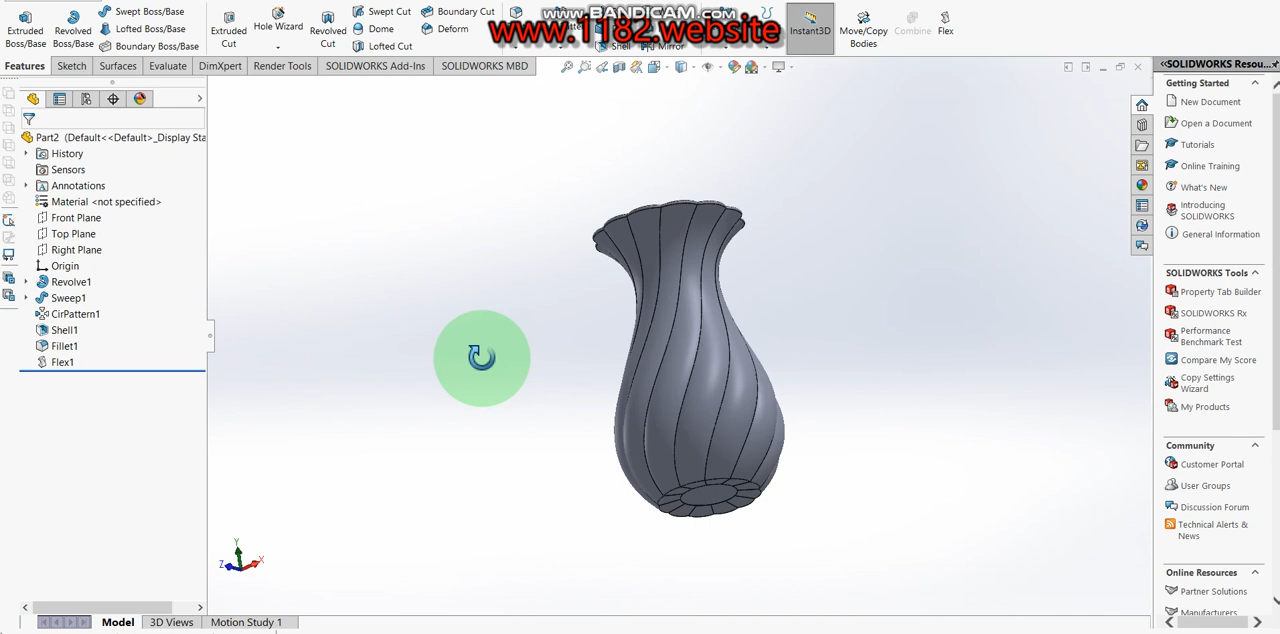 www.BANDICAM.com
www.1182.website
Extruded Boss/Base
Revolved Boss/Base
Swept Boss/Base
Lofted Boss/Base
Boundary Boss/Base
Extruded Cut
Hole Wizard
Revolved Cut
Swept Cut
Dome
Lofted Cut
Boundary Cut
Deform
Shell
Mirror
Instant3D
Move/Copy Bodies
Combine
Flex
Features
Sketch
Surfaces
Evaluate
DimXpert
Render Tools
SOLIDWORKS Add-Ins
SOLIDWORKS MBD
Part2 (Default<<Default>_Display Sta
History
Sensors
Annotations
Material <not specified>
Front Plane
Top Plane
Right Plane
Origin
Revolve1
Sweep1
CirPattern1
Shell1
Fillet1
Flex1
Y
Z
X
Model
3D Views
Motion Study 1
SOLIDWORKS Resou...
Getting Started
New Document
Open a Document
Tutorials
Online Training
What's New
Introducing
SOLIDWORKS
General Information
SOLIDWORKS Tools
Property Tab Builder
SOLIDWORKS Rx
Performance
Benchmark Test
Compare My Score
Copy Settings
Wizard
My Products
Community
Customer Portal
User Groups
Discussion Forum
Technical Alerts &
News
Online Resources
Partner Solutions
Manufacturers